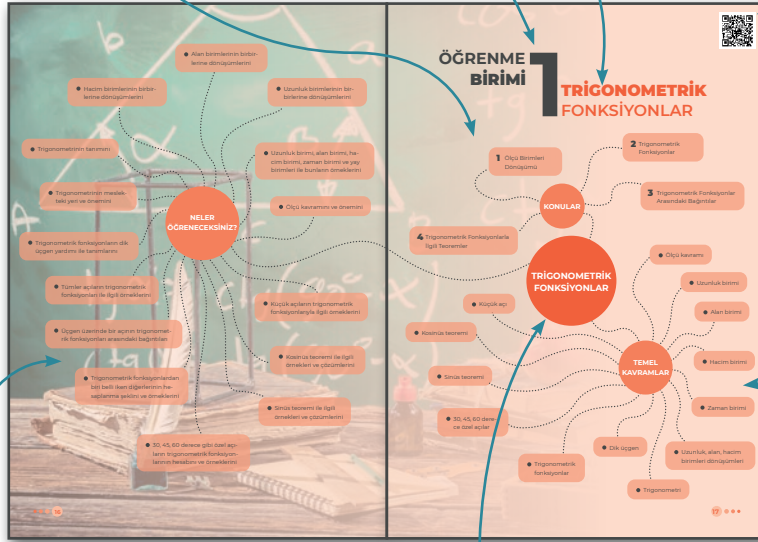 ● Alan birimlerinin birbir-
lerine dönüşümlerini
● Hacim birimlerinin birbir-
lerine dönüşümlerini
● Uzunluk birimlerinin bir-
birlerine dönüşümlerini
● Trigonometrinin tanımını
● Uzunluk birimi, alan birimi, ha-
cim birimi, zaman birimi ve yay
birimleri ile bunların örneklerini
● Trigonometrinin meslek-
teki yeri ve önemini
● Ölçü kavramını ve önemini
NELER
ÖĞRENECEKSİNİZ?
● Trigonometrik fonksiyonların dik
üçgen yardımı ile tanımlarını
● Tümler açıların trigonometrik
fonksiyonları ile ilgili örneklerini
● Küçük açıların trigonometrik
fonksiyonlarıyla ilgili örneklerini
● Üçgen üzerinde bir açının trigonomet-
rik fonksiyonları arasındaki bağıntıları
● Kosinüs teoremi ile ilgili
örnekleri ve çözümlerini
● Trigonometrik fonksiyonlardan
biri belli iken diğerlerinin he-
saplanma şeklini ve örneklerini
● Sinüs teoremi ile ilgili
örnekleri ve çözümlerini
● 30, 45, 60 derece gibi özel açı-
ların trigonometrik fonksiyon-
larının hesabını ve örneklerini
16
ÖĞRENME
BİRİMİ
1
TRİGONOMETRİK
FONKSİYONLAR
1 Ölçü Birimleri
Dönüşümü
2 Trigonometrik
Fonksiyonlar
3 Trigonometrik Fonksiyonlar
Arasındaki Bağıntılar
KONULAR
4 Trigonometrik Fonksiyonlarla
İlgili Teoremler
TRİGONOMETRİK
FONKSİYONLAR
● Ölçü kavramı
● Uzunluk birimi
● Küçük açı
● Alan birimi
● Kosinüs teoremi
● Hacim birimi
TEMEL
KAVRAMLAR
● Sinüs teoremi
● Zaman birimi
● 30, 45, 60 dere-
ce özel açılar
● Dik üçgen
● Uzunluk, alan, hacim
birimleri dönüşümleri
● Trigonometrik
fonksiyonlar
● Trigonometri
17